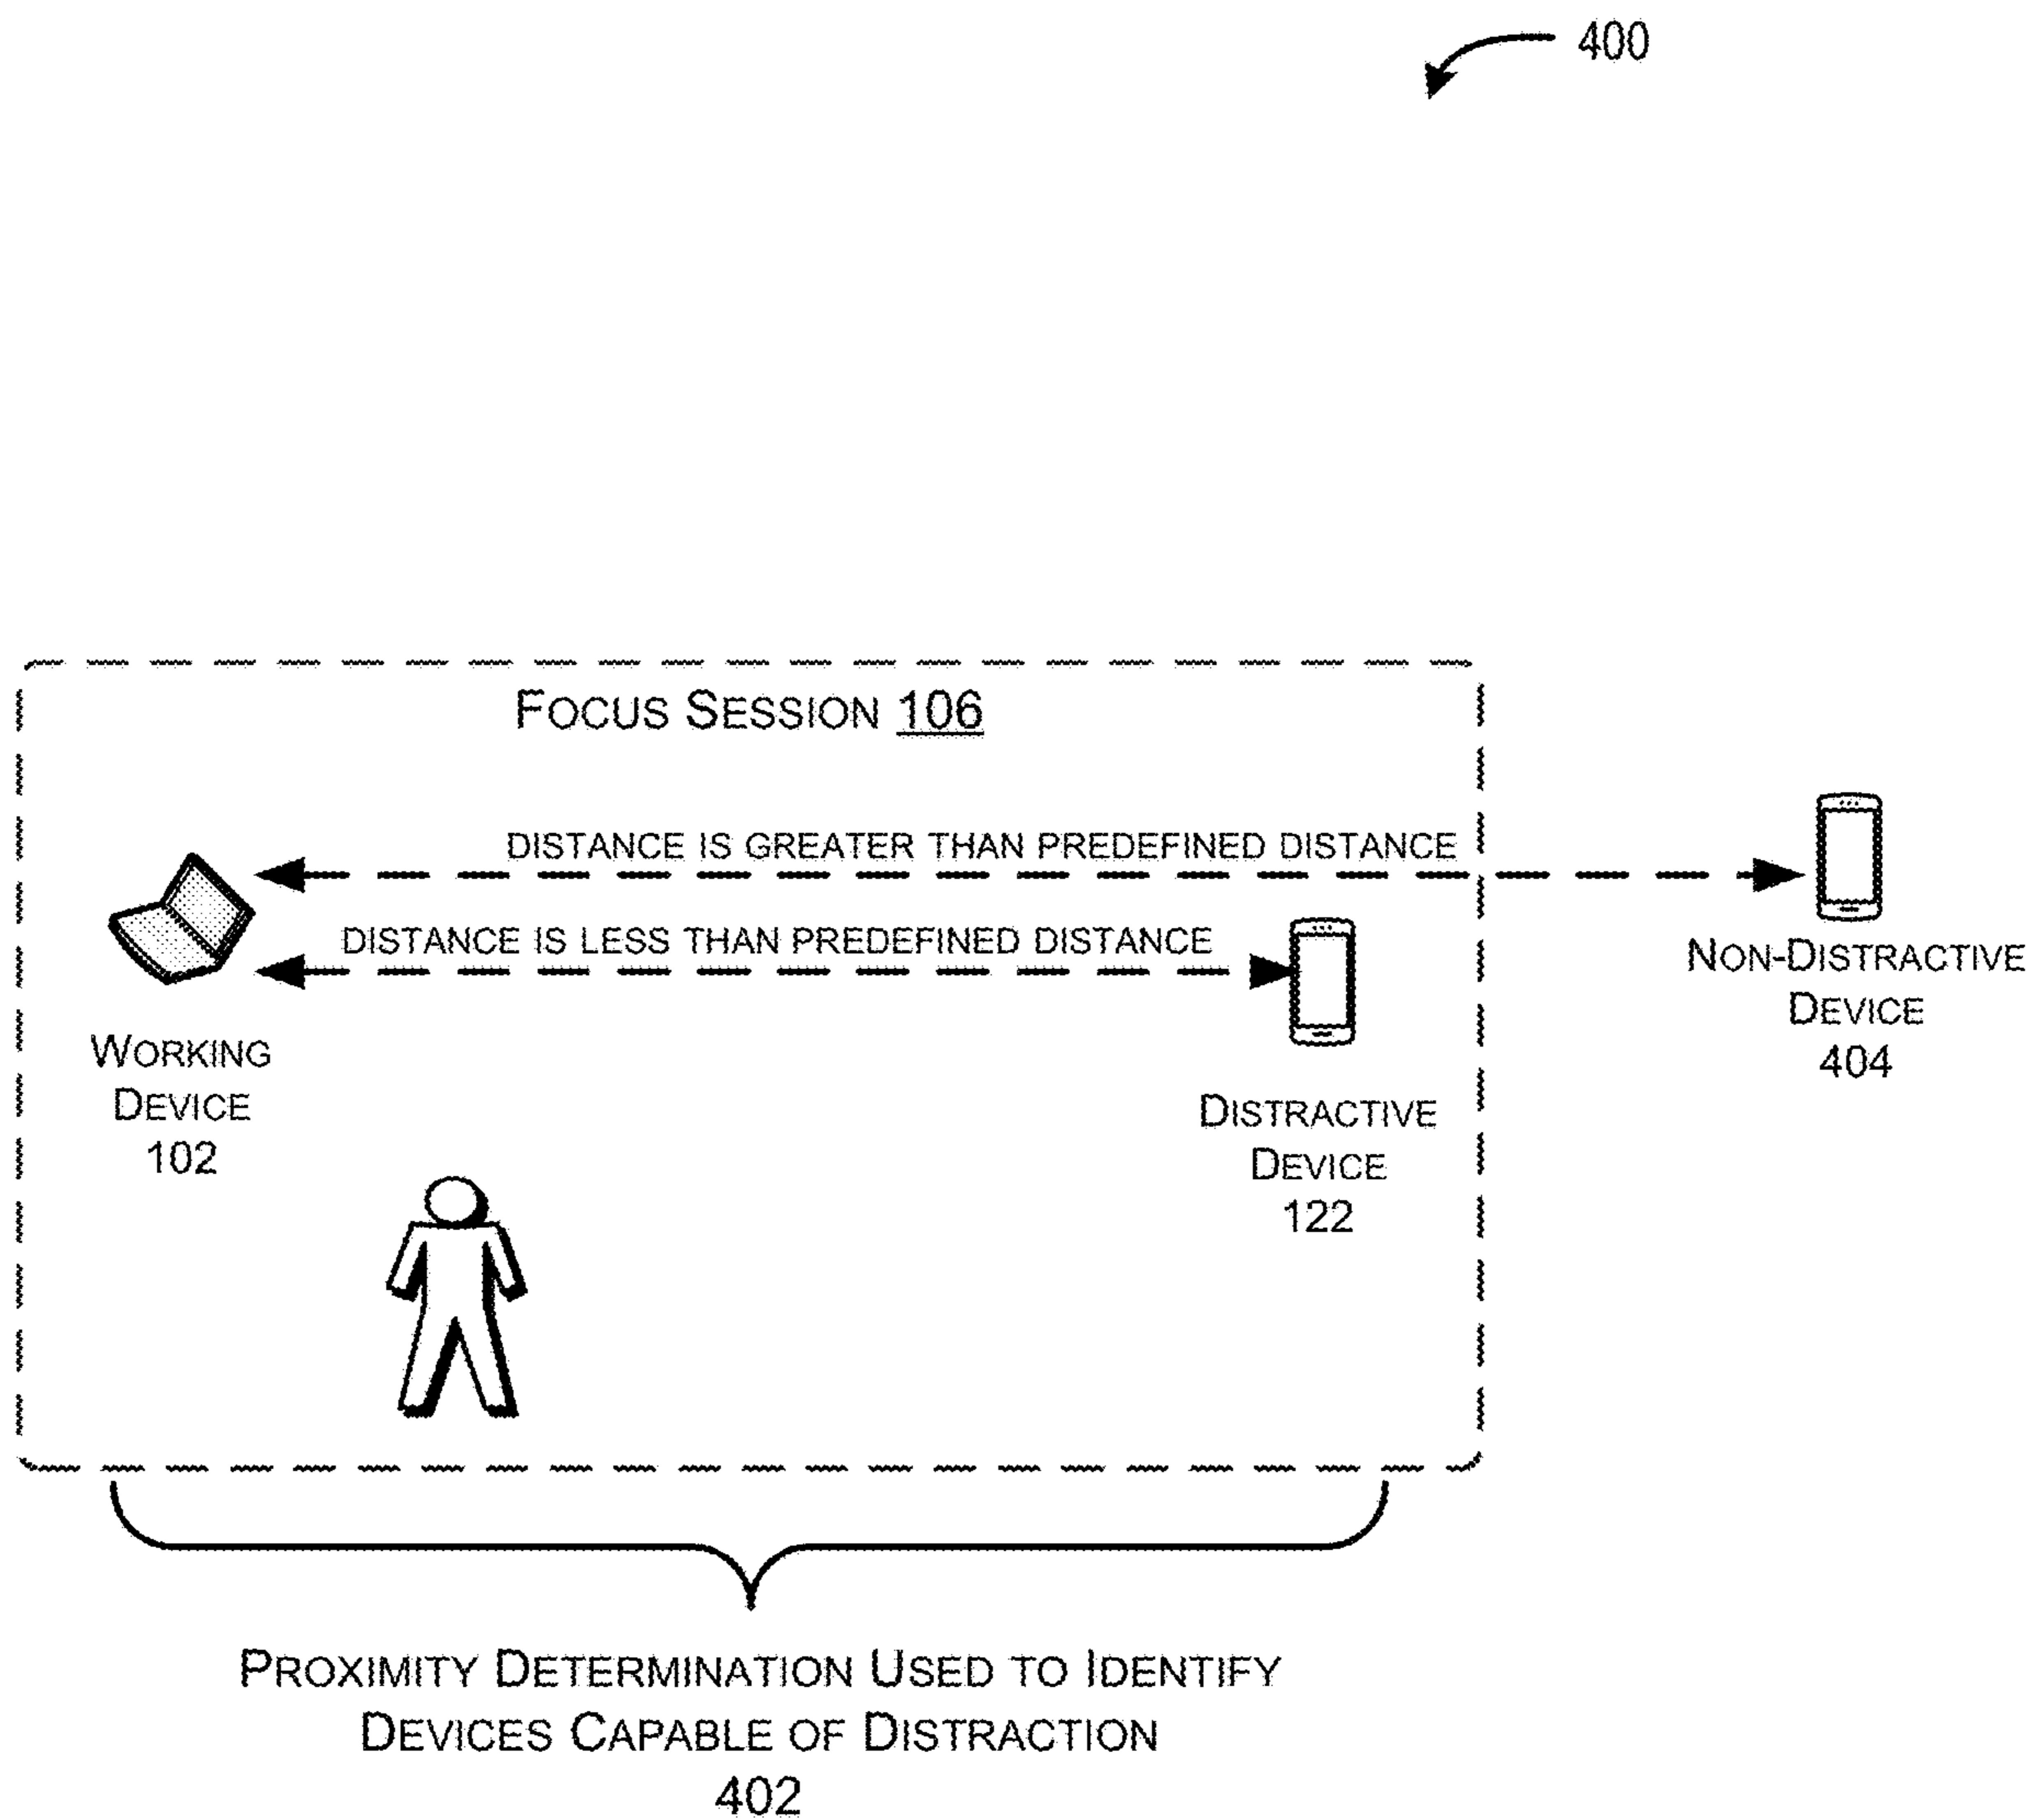 400
FOCUS SESSION 106
DISTANCE IS GREATER THAN PREDEFINED DISTANCE
DISTANCE IS LESS THAN PREDEFINED DISTANCE
WORKING
DEVICE
102
DISTRACTIVE
DEVICE
122
NON-DISTRACTIVE
DEVICE
404
PROXIMITY DETERMINATION USED TO IDENTIFY
DEVICES CAPABLE OF DISTRACTION
402